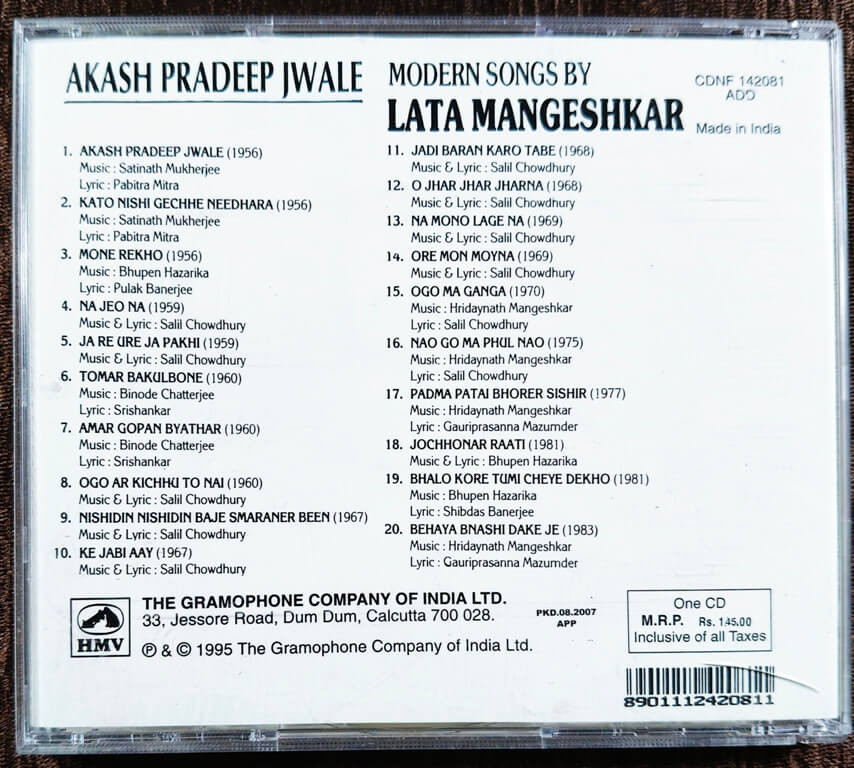 AKASH PRADEEP JWALE
MODERN SONGS BY
LATA MANGESHKAR
CDNF 142081
ADD
Made in India
1. AKASH PRADEEP JWALE (1956)
Music : Satinath Mukherjee
Lyric : Pabitra Mitra
2. KATO NISHI GECHHE NEEDHARA (1956)
Music : Satinath Mukherjee
Lyric : Pabitra Mitra
3. MONE REKHO (1956)
Music : Bhupen Hazarika
Lyric : Pulak Banerjee
4. NA JEO NA (1959)
Music & Lyric : Salil Chowdhury
5. JA RE URE JA PAKHI (1959)
Music & Lyric : Salil Chowdhury
6. TOMAR BAKULBONE (1960)
Music : Binode Chatterjee
Lyric : Srishankar
7. AMAR GOPAN BYATHAR (1960)
Music : Binode Chatterjee
Lyric : Srishankar
8. OGO AR KICHHU TO NAI (1960)
Music & Lyric : Salil Chowdhury
9. NISHIDIN NISHIDIN BAJE SMARANER BEEN (1967)
Music & Lyric : Salil Chowdhury
10. KE JABI AAY (1967)
Music & Lyric : Salil Chowdhury
11. JADI BARAN KARO TABE (1968)
Music & Lyric : Salil Chowdhury
12. O JHAR JHAR JHARNA (1968)
Music & Lyric : Salil Chowdhury
13. NA MONO LAGE NA (1969)
Music & Lyric : Salil Chowdhury
14. ORE MON MOYNA (1969)
Music & Lyric : Salil Chowdhury
15. OGO MA GANGA (1970)
Music : Hridaynath Mangeshkar
Lyric : Salil Chowdhury
16. NAO GO MA PHUL NAO (1975)
Music : Hridaynath Mangeshkar
Lyric : Salil Chowdhury
17. PADMA PATAI BHORER SISHIR (1977)
Music : Hridaynath Mangeshkar
Lyric : Gauriprasanna Mazumder
18. JOCHHONAR RAATI (1981)
Music & Lyric : Bhupen Hazarika
19. BHALO KORE TUMI CHEYE DEKHO (1981)
Music : Bhupen Hazarika
Lyric : Shibdas Banerjee
20. BEHAYA BNASHI DAKE JE (1983)
Music : Hridaynath Mangeshkar
Lyric : Gauriprasanna Mazumder
HMV
THE GRAMOPHONE COMPANY OF INDIA LTD.
33, Jessore Road, Dum Dum, Calcutta 700 028.
℗ & © 1995 The Gramophone Company of India Ltd.
PKD.08.2007
APP
One CD
M.R.P. Rs. 145.00
Inclusive of all Taxes
8901112420811